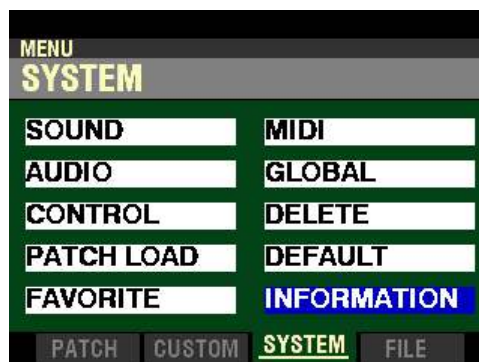 MENU
SYSTEM
SOUND MIDI
AUDIO GLOBAL
CONTROL DELETE
PATCH LOAD DEFAULT
FAVORITE INFORMATION
PATCH CUSTOM SYSTEM FILE